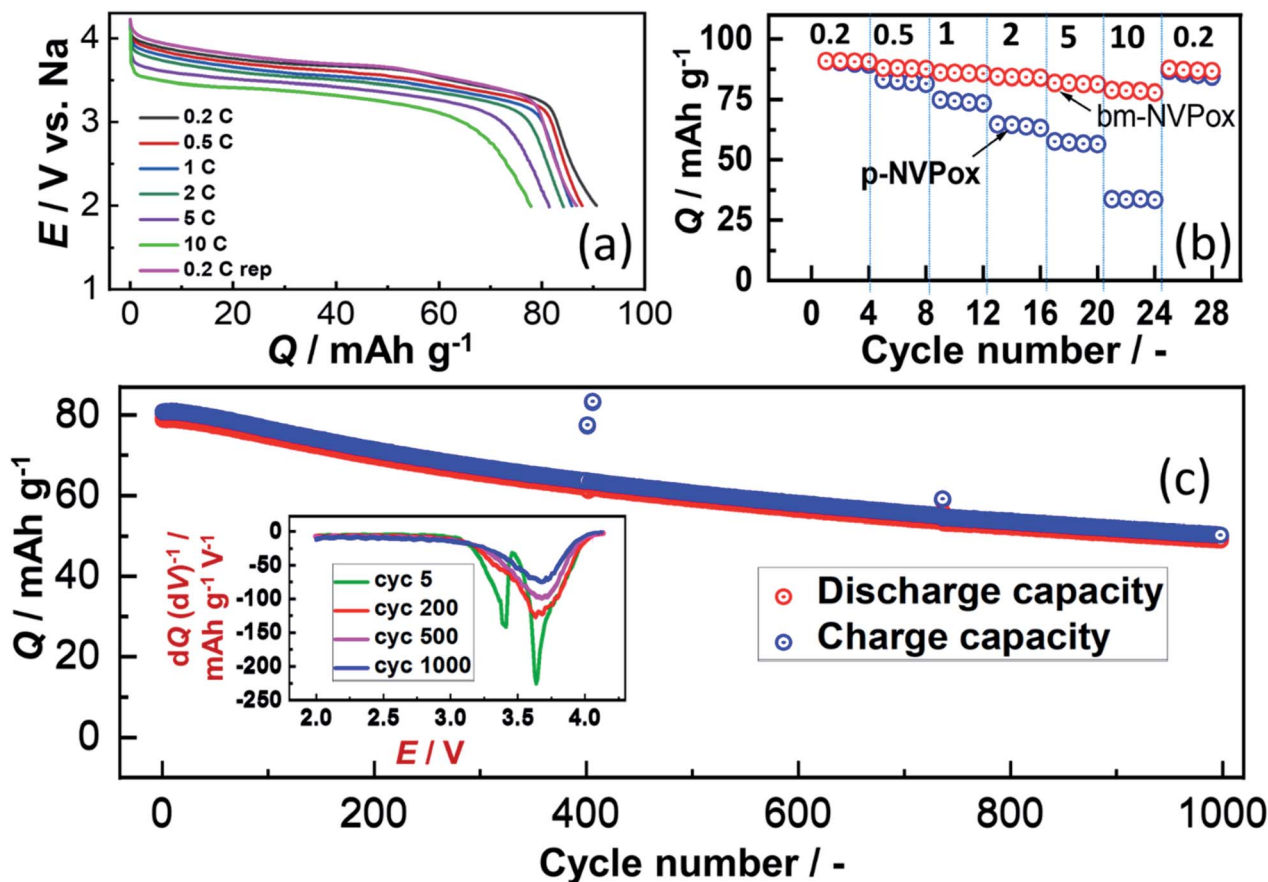 4
3
2
1
E / V vs. Na
0.2 C
0.5 C
1 C
2 C
5 C
10 C
0.2 C rep
(a)
0 20 40 60 80 100
Q / mAh g⁻¹
100
75
50
25
0
Q / mAh g⁻¹
0.2 0.5 1 2 5 10 0.2
bm-NVPox
p-NVPox
(b)
0 4 8 12 16 20 24 28
Cycle number / -
80
60
40
20
0
Q / mAh g⁻¹
(c)
0
-50
-100
-150
-200
-250
dQ (dV)⁻¹ /
mAh g⁻¹ V⁻¹
cyc 5
cyc 200
cyc 500
cyc 1000
2.0 2.5 3.0 3.5 4.0
E / V
Discharge capacity
Charge capacity
0 200 400 600 800 1000
Cycle number / -